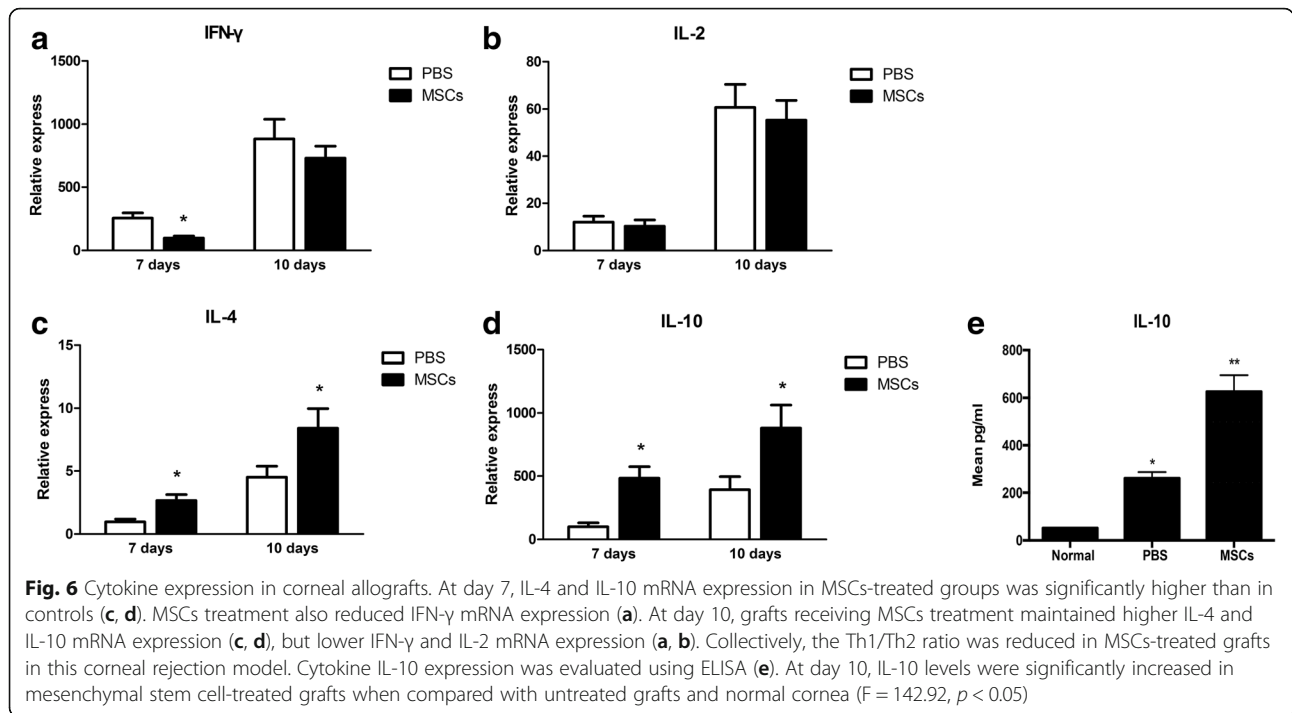 a
IFN-γ
1500
1000
500
0
Relative express
7 days
10 days
PBS
MSCs
b
IL-2
80
60
40
20
0
Relative express
7 days
10 days
PBS
MSCs
c
IL-4
15
10
5
0
Relative express
7 days
10 days
PBS
MSCs
*
*
d
IL-10
1500
1000
500
0
Relative express
7 days
10 days
PBS
MSCs
*
*
e
IL-10
800
600
400
200
0
Mean pg/ml
Normal
PBS
MSCs
*
**
*
Fig. 6 Cytokine expression in corneal allografts. At day 7, IL-4 and IL-10 mRNA expression in MSCs-treated groups was significantly higher than in
controls (c, d). MSCs treatment also reduced IFN-γ mRNA expression (a). At day 10, grafts receiving MSCs treatment maintained higher IL-4 and
IL-10 mRNA expression (c, d), but lower IFN-γ and IL-2 mRNA expression (a, b). Collectively, the Th1/Th2 ratio was reduced in MSCs-treated grafts
in this corneal rejection model. Cytokine IL-10 expression was evaluated using ELISA (e). At day 10, IL-10 levels were significantly increased in
mesenchymal stem cell-treated grafts when compared with untreated grafts and normal cornea (F = 142.92, p < 0.05)